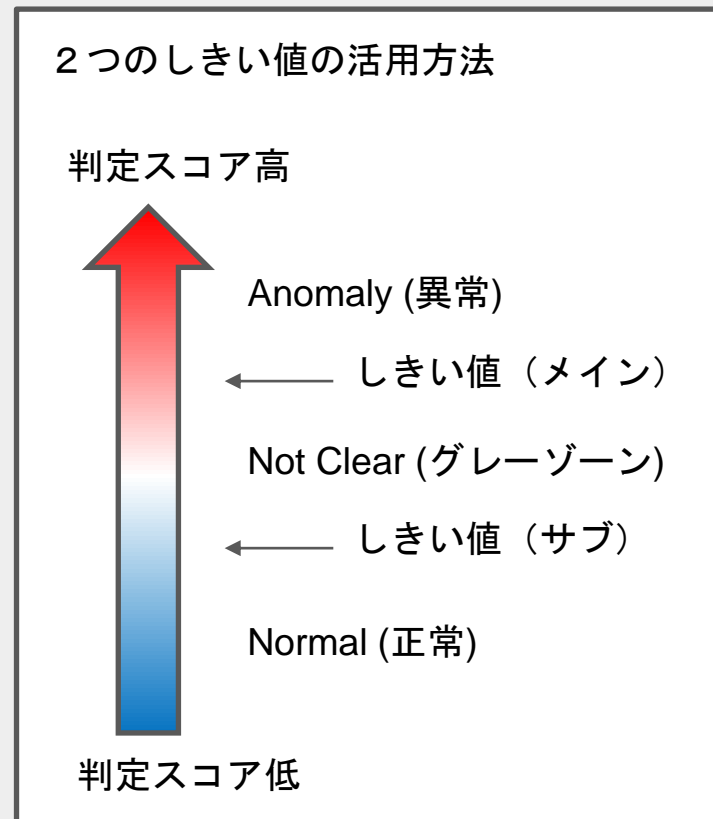 ２つのしきい値の活用方法
判定スコア高
Anomaly (異常)
しきい値（メイン）
Not Clear (グレーゾーン)
しきい値（サブ）
Normal (正常)
判定スコア低